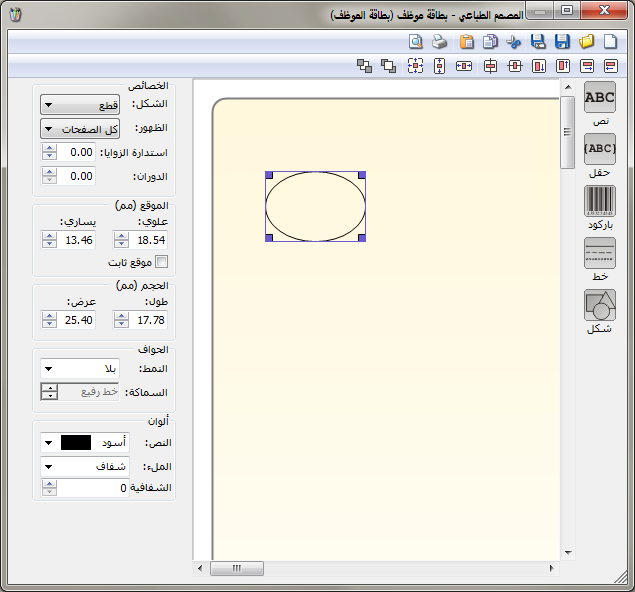 المصمم الطباعي - بطاقة موظف (بطاقة الموظف)
ABC
نص
{ABC}
حقل
باركود
خط
شكل
الخصائص
الشكل: قطع
الظهور: كل الصفحات
استدارة الزوايا: 0.00
الدوران: 0.00
الموقع (مم)
علوي: يساري:
18.54 13.46
موقع ثابت
الحجم (مم)
طول: عرض:
17.78 25.40
الحواف
النمط: بلا
السماكة: خط رفيع
ألوان
النص: أسود
الملء: شفاف
الشفافية 0